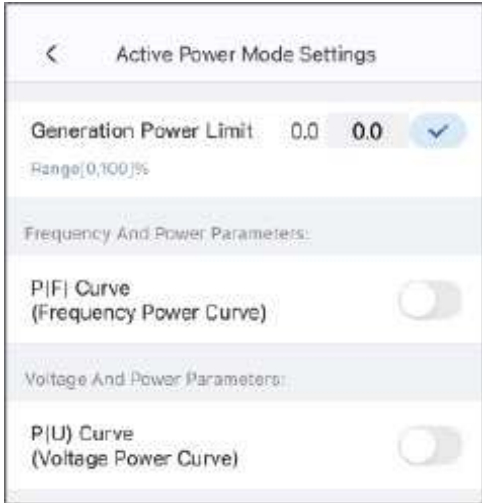 Active Power Mode Settings
Generation Power Limit 0.0 0.0
Range[0,100]%
Frequency And Power Parameters:
P(F) Curve
(Frequency Power Curve)
Voltage And Power Parameters:
P(U) Curve
(Voltage Power Curve)